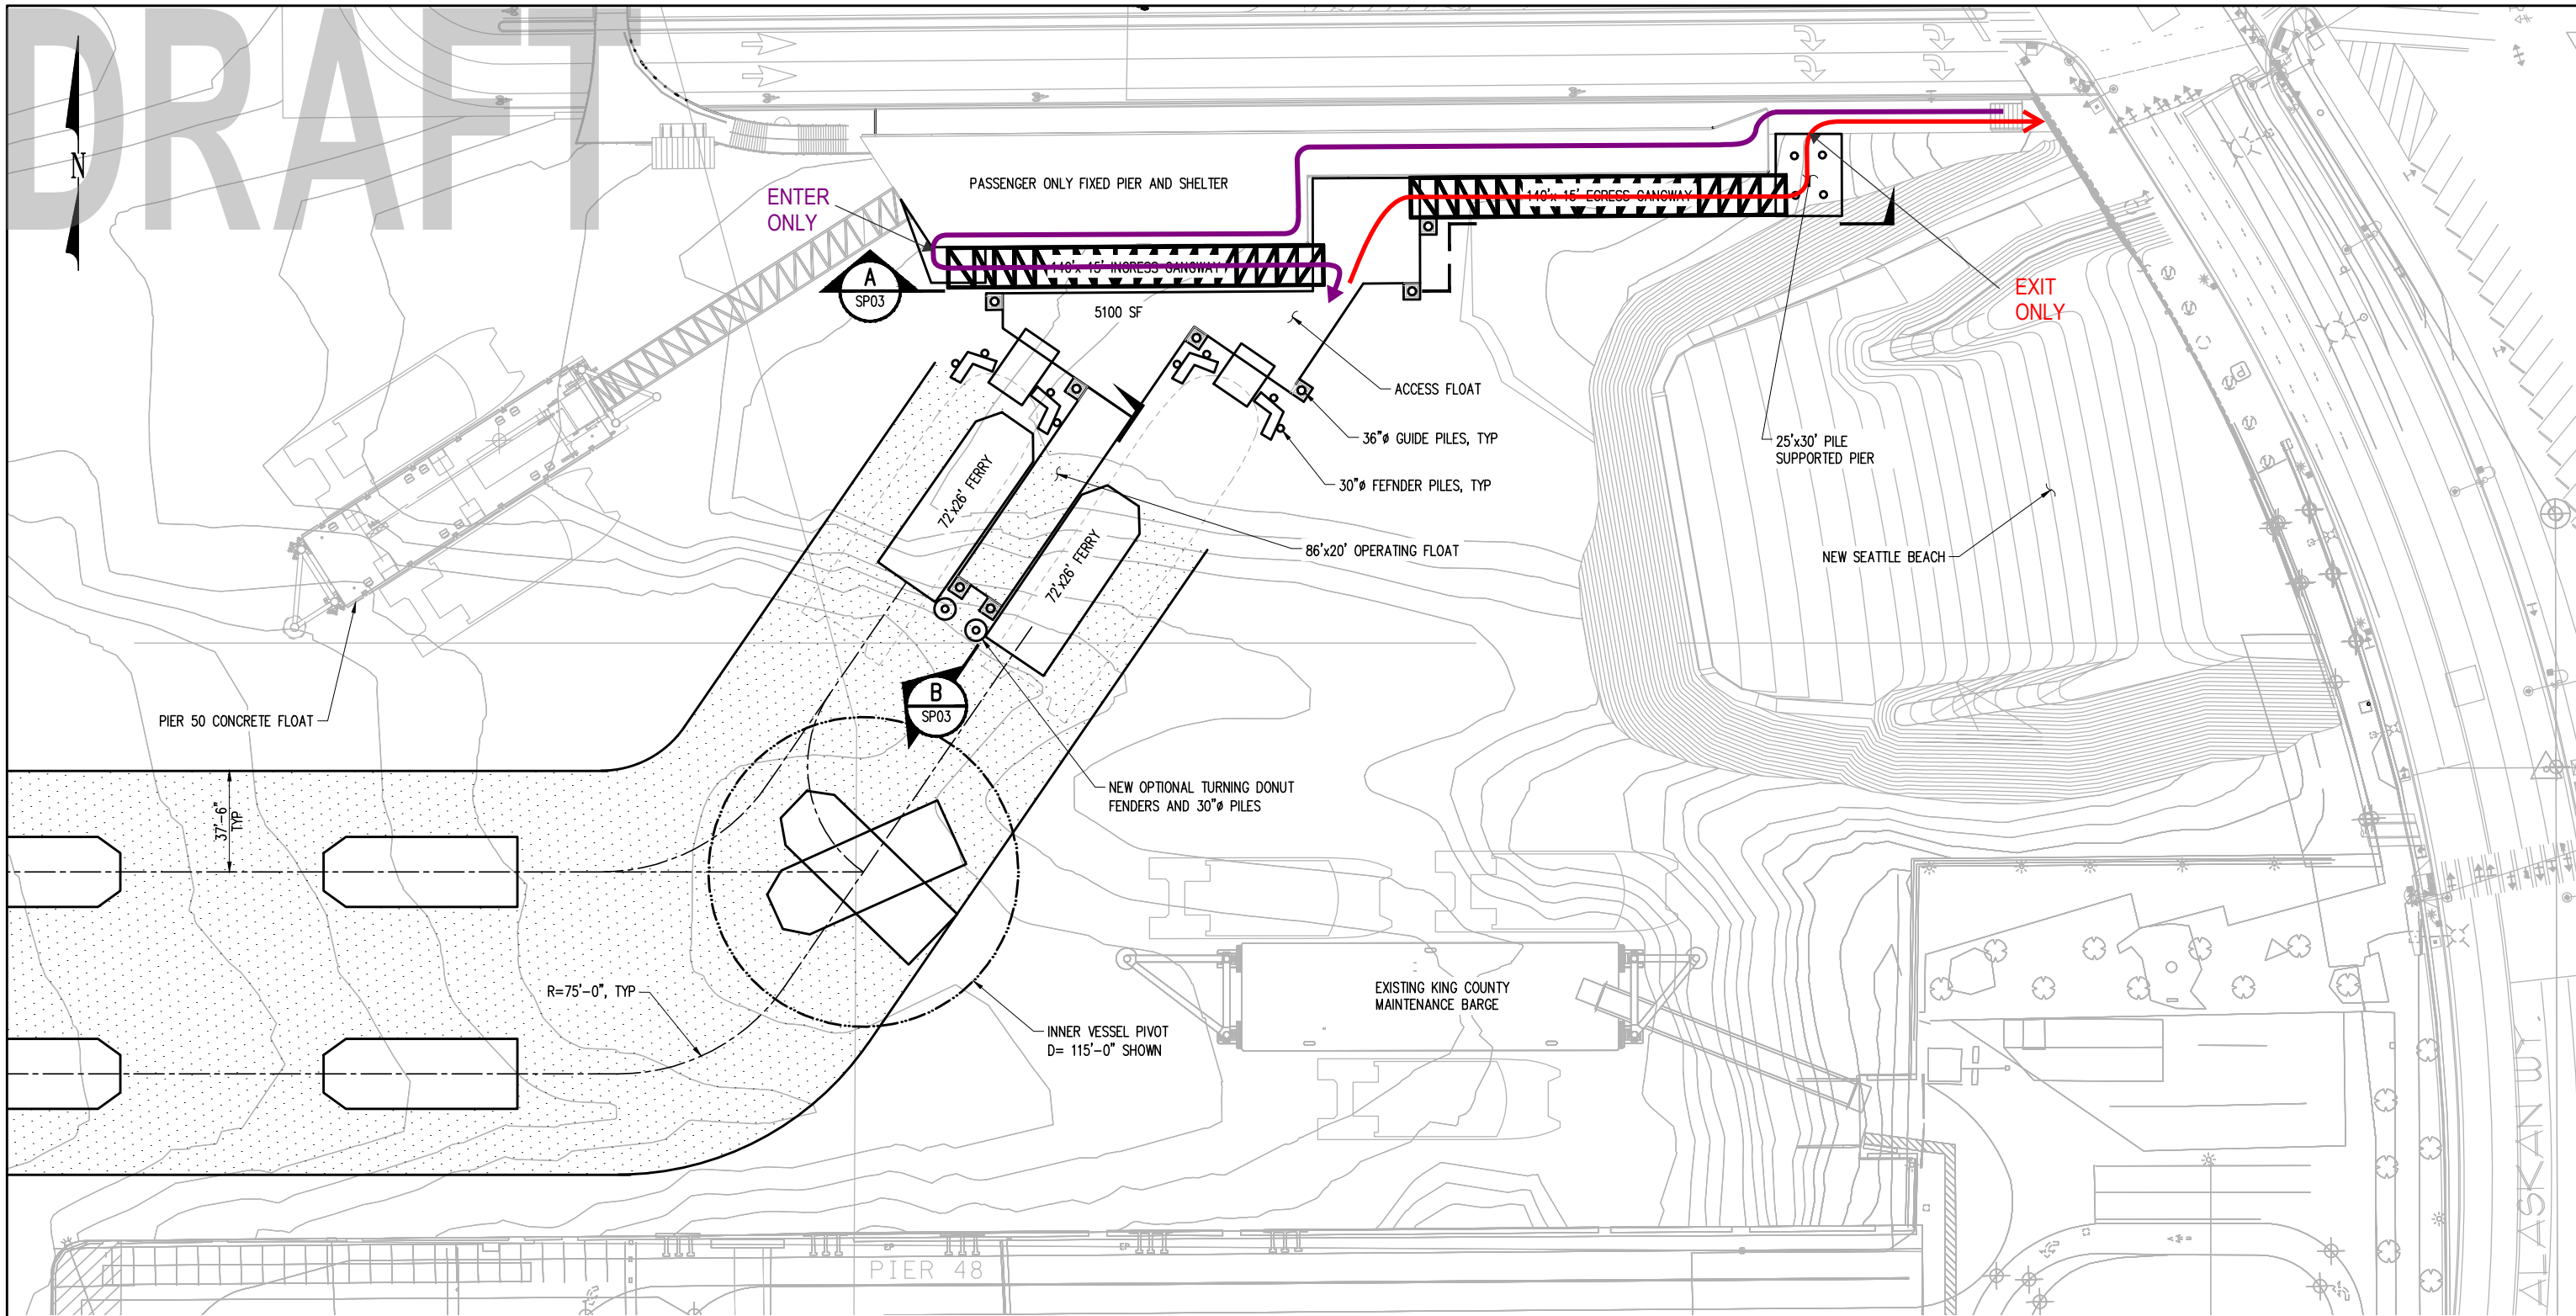 DRAFT
N
PASSENGER ONLY FIXED PIER AND SHELTER
ENTER
ONLY
140'x 15' EGRESS GANGWAY
140'x 15' INGRESS GANGWAY
A
SP03
5100 SF
EXIT
ONLY
ACCESS FLOAT
36"ø GUIDE PILES, TYP
30"ø FEFNDER PILES, TYP
25'x30' PILE
SUPPORTED PIER
72'x26' FERRY
72'x26' FERRY
86'x20' OPERATING FLOAT
NEW SEATTLE BEACH
B
SP03
PIER 50 CONCRETE FLOAT
NEW OPTIONAL TURNING DONUT
FENDERS AND 30"ø PILES
37'-6"
TYP
R=75'-0", TYP
INNER VESSEL PIVOT
D= 115'-0" SHOWN
EXISTING KING COUNTY
MAINTENANCE BARGE
PIER 48
ALASKAN WY.